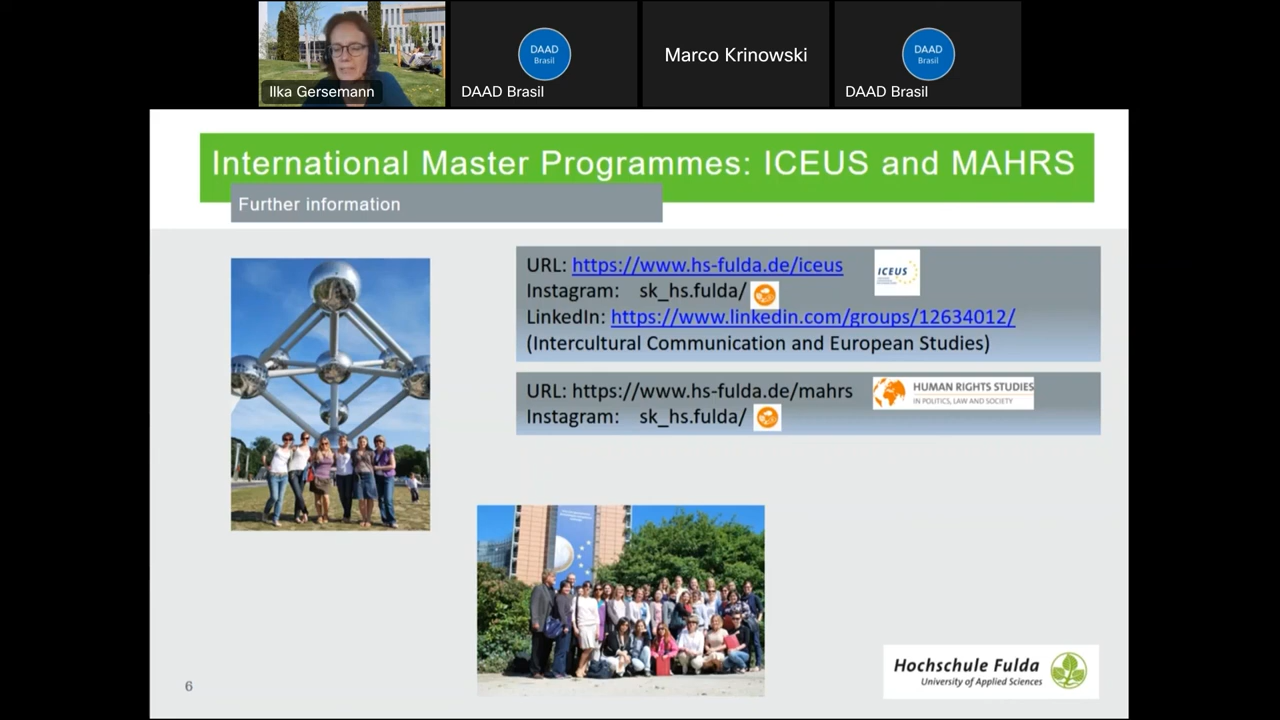 DAAD
Brasil
Marco Krinowski
DAAD
Brasil
Ilka Gersemann
DAAD Brasil
DAAD Brasil
International Master Programmes: ICEUS and MAHRS
Further information
URL: https://www.hs-fulda.de/iceus
ICEUS
Instagram: sk_hs.fulda/
LinkedIn: https://www.linkedin.com/groups/12634012/
(Intercultural Communication and European Studies)
URL: https://www.hs-fulda.de/mahrs
HUMAN RIGHTS STUDIES
IN POLITICS, LAW AND SOCIETY
Instagram: sk_hs.fulda/
Hochschule Fulda
University of Applied Sciences
6